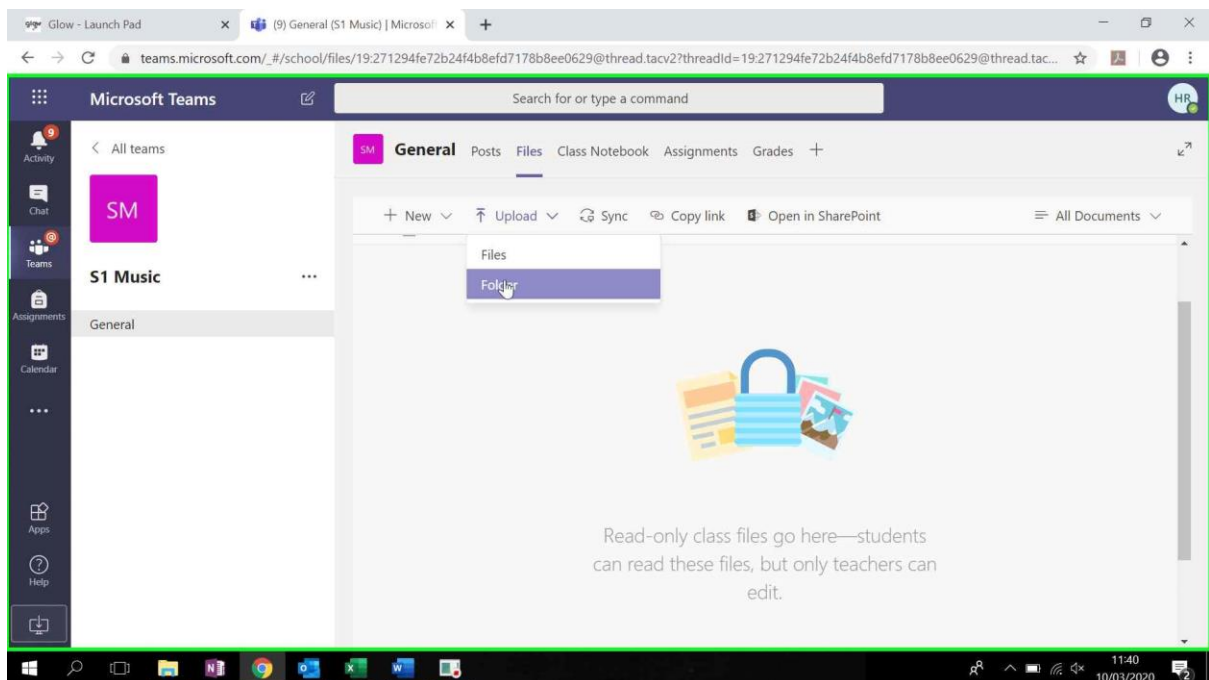 glow Glow - Launch Pad
(9) General (S1 Music) | Microsoft
teams.microsoft.com/_#/school/files/19:271294fe72b24f4b8efd7178b8ee0629@thread.tacv2?threadId=19:271294fe72b24f4b8efd7178b8ee0629@thread.tac...
Microsoft Teams
Search for or type a command
HR
9
Activity
Chat
Teams
Assignments
Calendar
Apps
Help
All teams
SM
S1 Music
General
SM General Posts Files Class Notebook Assignments Grades
New Upload Sync Copy link Open in SharePoint All Documents
Files
Folder
Read-only class files go here—students
can read these files, but only teachers can
edit.
11:40
10/03/2020
2